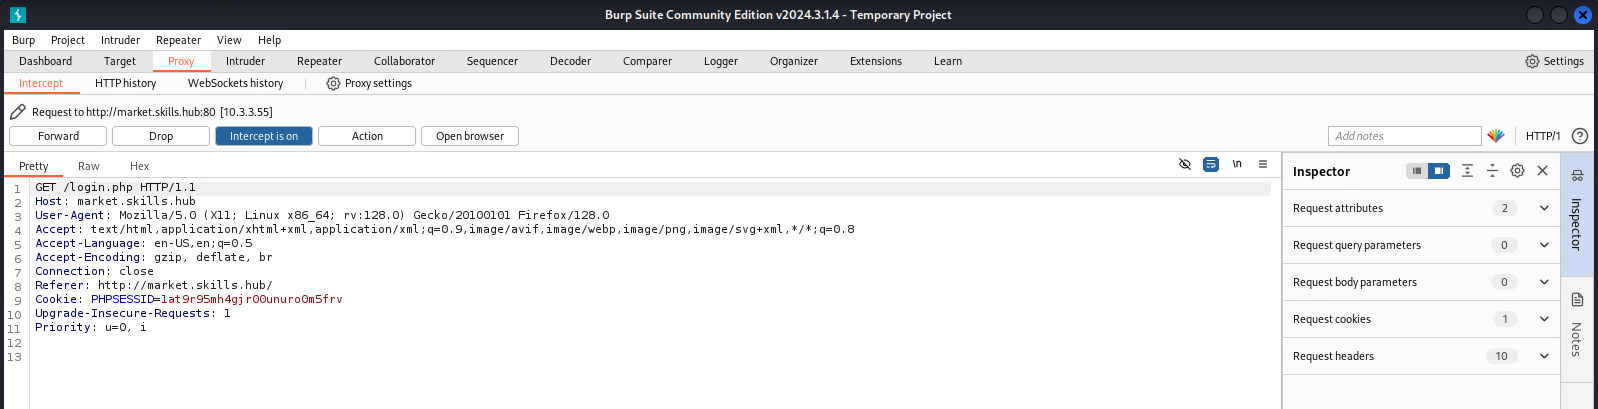 Burp Suite Community Edition v2024.3.1.4 - Temporary Project
Burp Project Intruder Repeater View Help
Dashboard Target Proxy Intruder Repeater Collaborator Sequencer Decoder Comparer Logger Organizer Extensions Learn Settings
Intercept HTTP history WebSockets history Proxy settings
Request to http://market.skills.hub:80 [10.3.3.55]
Forward Drop Intercept is on Action Open browser Add notes HTTP/1 ?
Pretty Raw Hex \n
1 GET /login.php HTTP/1.1
2 Host: market.skills.hub
3 User-Agent: Mozilla/5.0 (X11; Linux x86_64; rv:128.0) Gecko/20100101 Firefox/128.0
4 Accept: text/html,application/xhtml+xml,application/xml;q=0.9,image/avif,image/webp,image/png,image/svg+xml,*/*;q=0.8
5 Accept-Language: en-US,en;q=0.5
6 Accept-Encoding: gzip, deflate, br
7 Connection: close
8 Referer: http://market.skills.hub/
9 Cookie: PHPSESSID=1at9r95mh4gjr00unuro0m5frv
10 Upgrade-Insecure-Requests: 1
11 Priority: u=0, i
12
13
Inspector
Request attributes 2
Request query parameters 0
Request body parameters 0
Request cookies 1
Request headers 10
Inspector
Notes